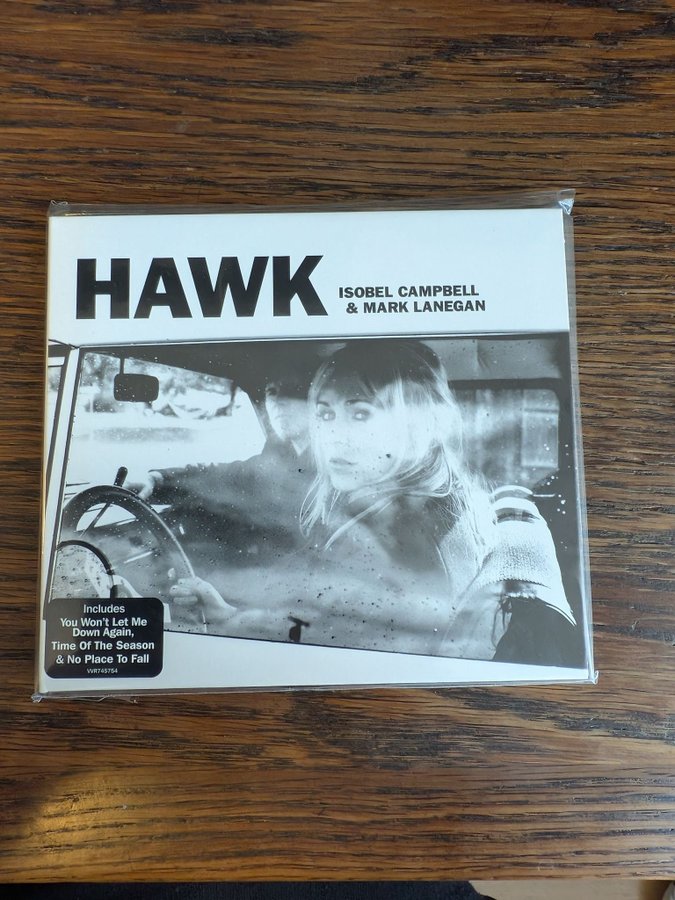 HAWK
ISOBEL CAMPBELL
& MARK LANEGAN
Includes
You Won't Let Me
Down Again,
Time Of The Season
& No Place To Fall
VVR745754